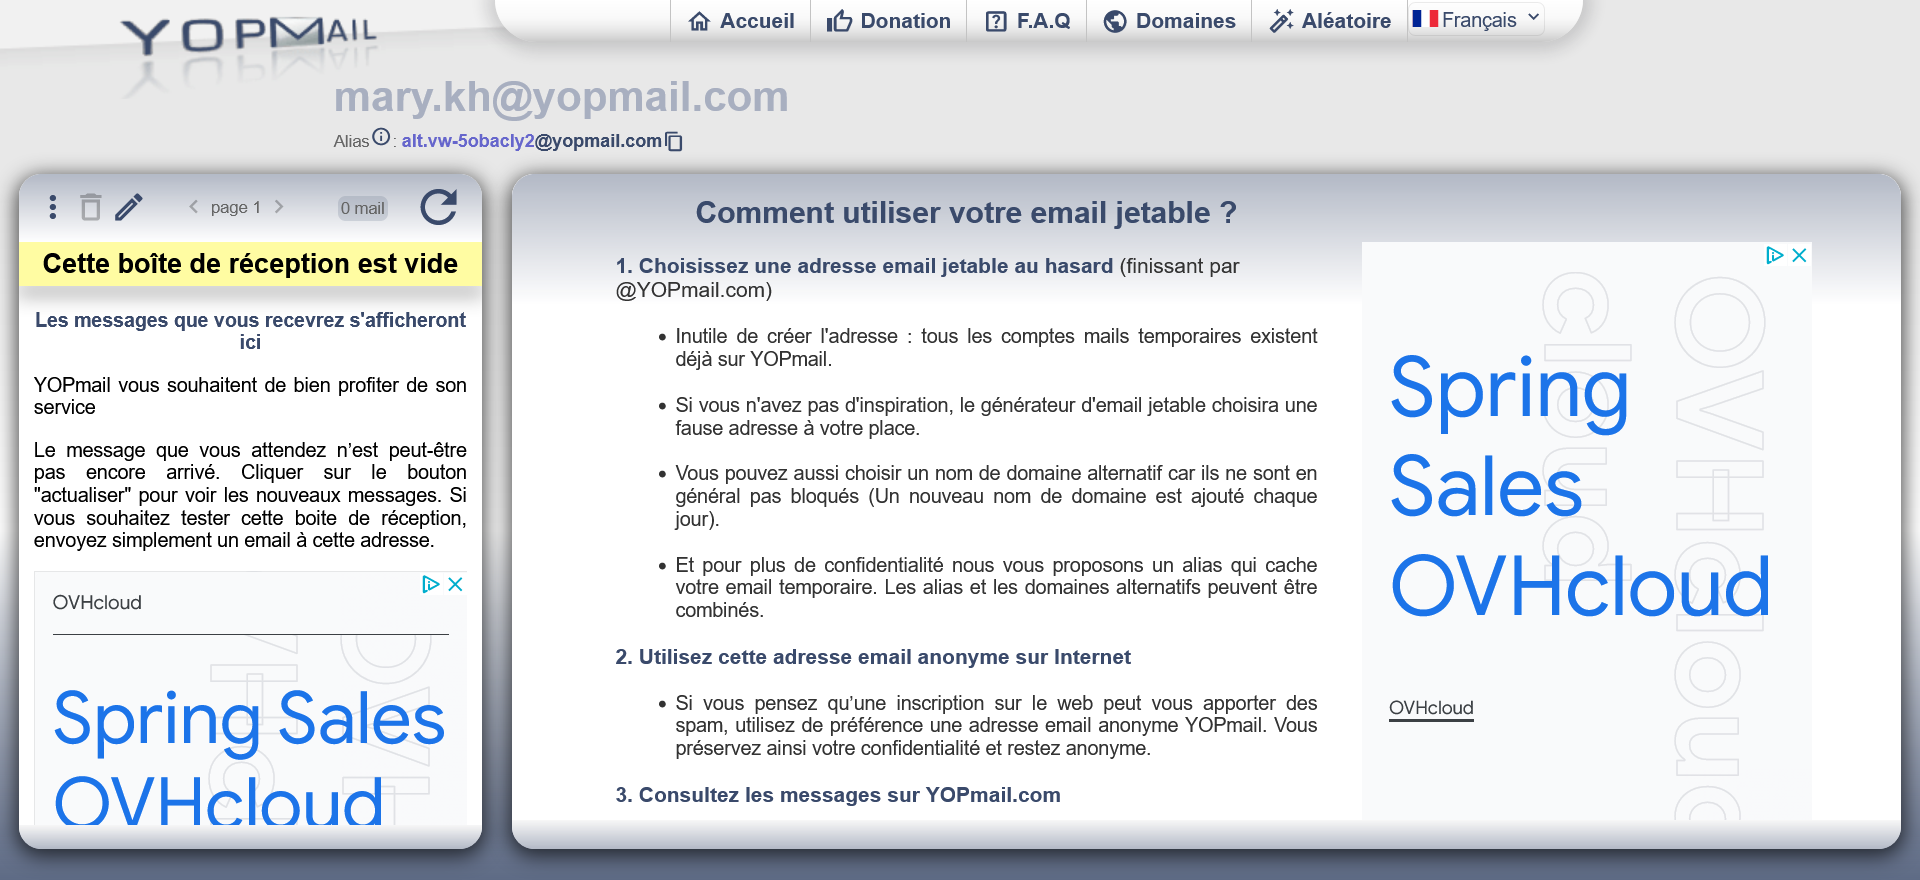 YOPMAIL
Accueil
Donation
F.A.Q
Domaines
Aléatoire
Français
mary.kh@yopmail.com
Alias : alt.vw-5obacly2@yopmail.com
page 1
0 mail
Cette boîte de réception est vide
Les messages que vous recevrez s'afficheront
ici
YOPmail vous souhaitent de bien profiter de son
service
Le message que vous attendez n’est peut-être
pas encore arrivé. Cliquer sur le bouton
"actualiser" pour voir les nouveaux messages. Si
vous souhaitez tester cette boite de réception,
envoyez simplement un email à cette adresse.
OVHcloud
Spring Sales
OVHcloud
Comment utiliser votre email jetable ?
1. Choisissez une adresse email jetable au hasard (finissant par
@YOPmail.com)
• Inutile de créer l'adresse : tous les comptes mails temporaires existent
déjà sur YOPmail.
• Si vous n'avez pas d'inspiration, le générateur d'email jetable choisira une
fause adresse à votre place.
• Vous pouvez aussi choisir un nom de domaine alternatif car ils ne sont en
général pas bloqués (Un nouveau nom de domaine est ajouté chaque
jour).
• Et pour plus de confidentialité nous vous proposons un alias qui cache
votre email temporaire. Les alias et les domaines alternatifs peuvent être
combinés.
2. Utilisez cette adresse email anonyme sur Internet
• Si vous pensez qu’une inscription sur le web peut vous apporter des
spam, utilisez de préférence une adresse email anonyme YOPmail. Vous
préservez ainsi votre confidentialité et restez anonyme.
3. Consultez les messages sur YOPmail.com
Spring
Sales
OVHcloud
OVHcloud
cloud
OVHcloud